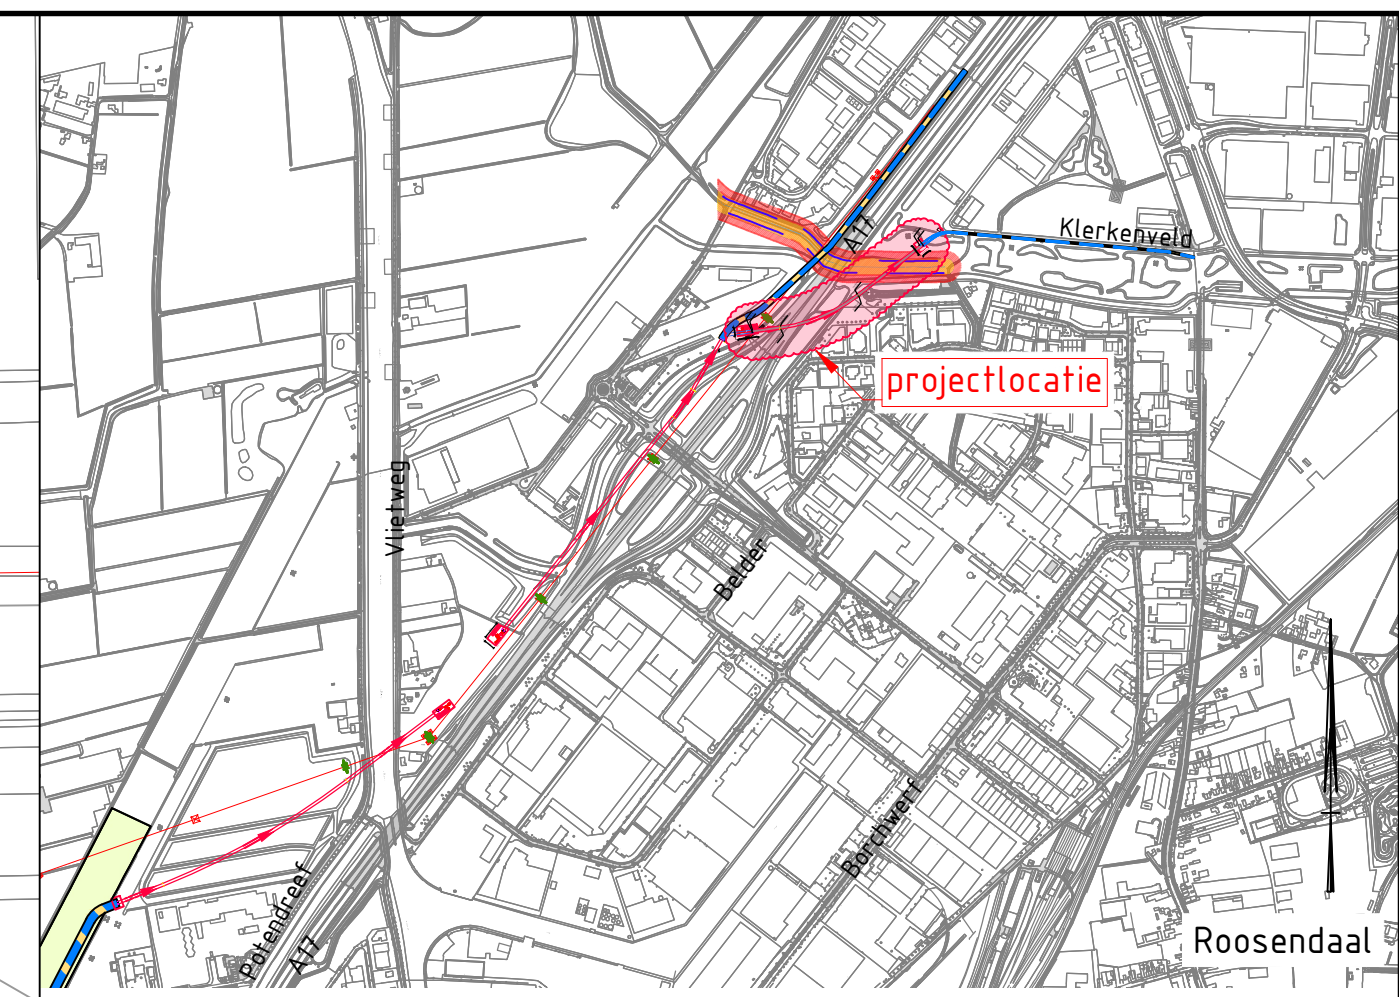 A17
Klerkenveld
projectlocatie
Vlietweg
Belder
Borchwerf
Potendreef
A17
Roosendaal